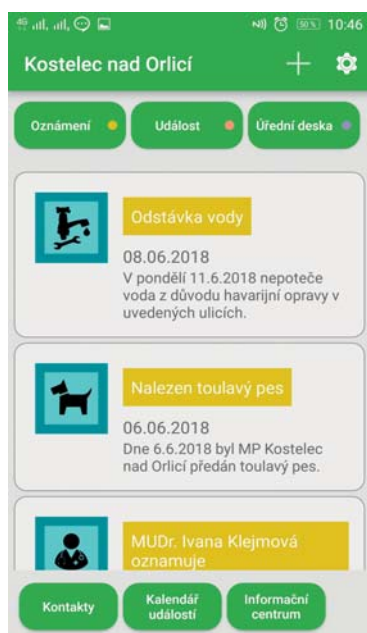 4G 50% 10:46
Kostelec nad Orlicí
Oznámení Událost Úřední deska
Odstávka vody
08.06.2018
V pondělí 11.6.2018 nepoteče
voda z důvodu havarijní opravy v
uvedených ulicích.
Nalezen toulavý pes
06.06.2018
Dne 6.6.2018 byl MP Kostelec
nad Orlicí předán toulavý pes.
MUDr. Ivana Klejmová
oznamuje
Kontakty
Kalendář
událostí
Informační
centrum